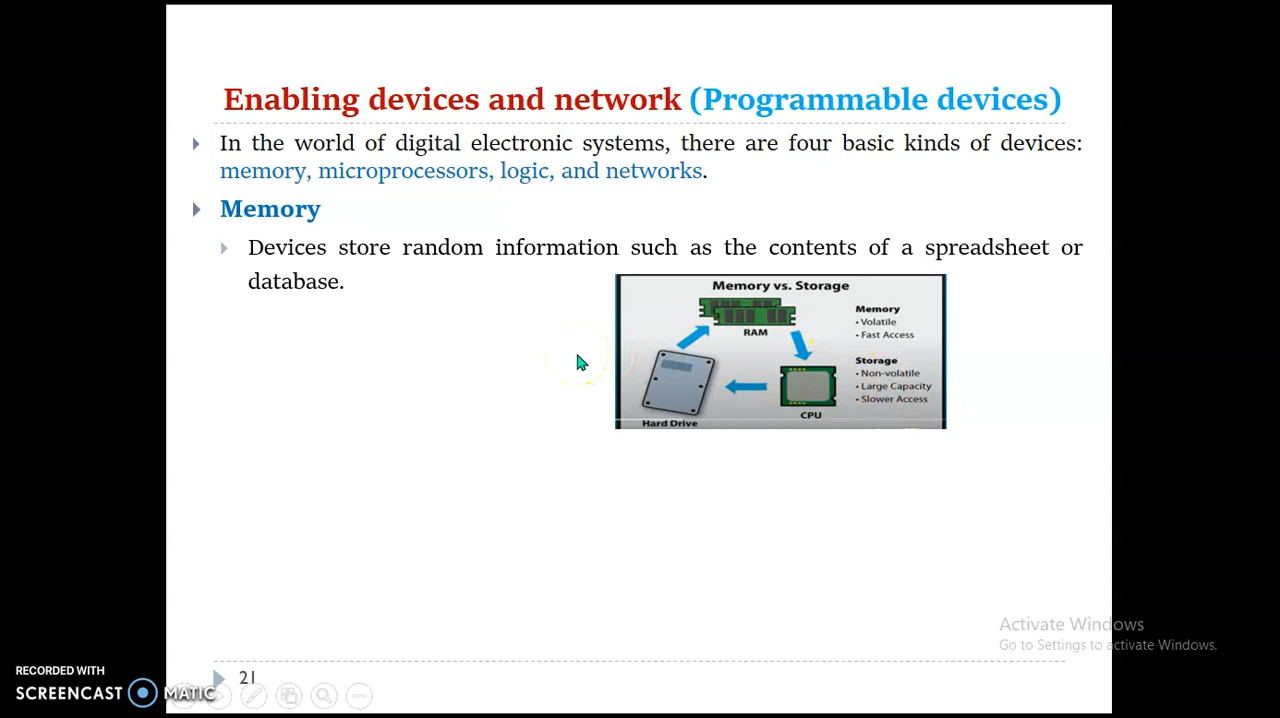 Enabling devices and network (Programmable devices)
In the world of digital electronic systems, there are four basic kinds of devices:
memory, microprocessors, logic, and networks.
Memory
Devices store random information such as the contents of a spreadsheet or
database.
Memory vs. Storage
RAM
Memory
• Volatile
• Fast Access
Storage
• Non-volatile
• Large Capacity
• Slower Access
CPU
Hard Drive
Activate Windows
Go to Settings to activate Windows.
21
RECORDED WITH
SCREENCAST MATIC